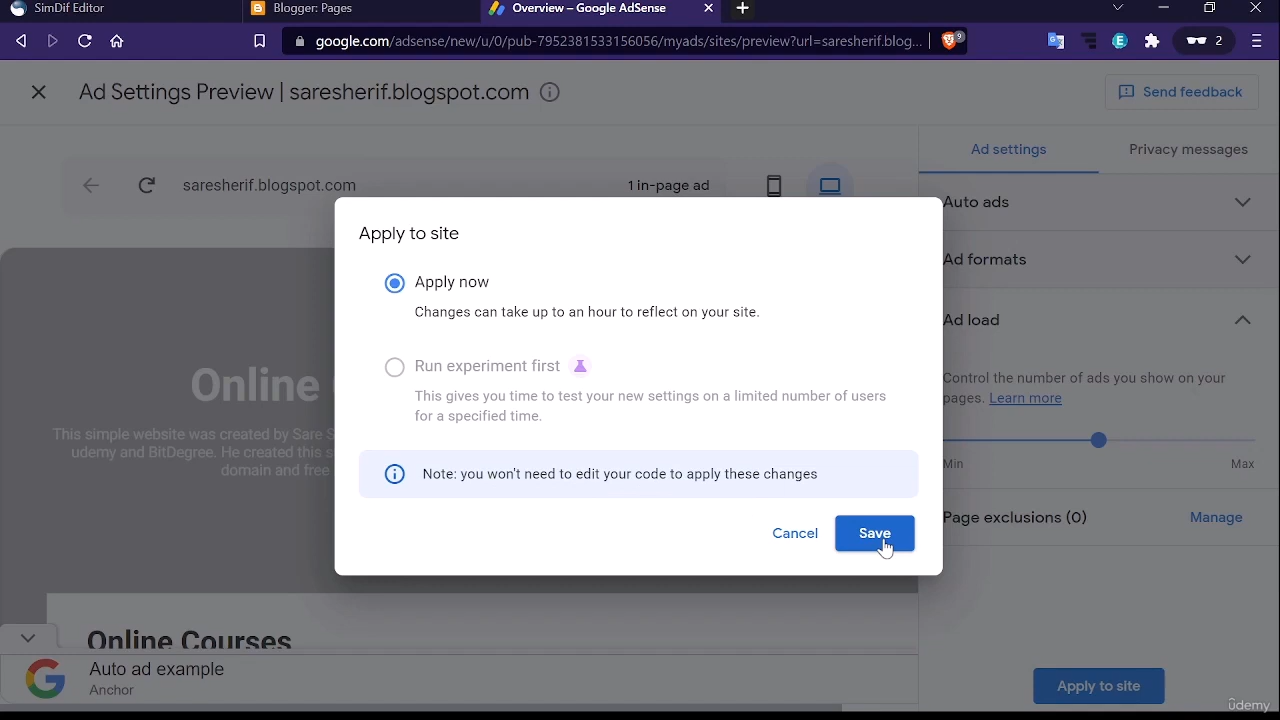 SimDif Editor
Blogger: Pages
Overview – Google AdSense
google.com/adsense/new/u/0/pub-7952381533156056/myads/sites/preview?url=saresherif.blog...
9
2
Ad Settings Preview | saresherif.blogspot.com
Send feedback
Ad settings
Privacy messages
saresherif.blogspot.com
1 in-page ad
Auto ads
Ad formats
Ad load
Control the number of ads you show on your
pages. Learn more
Min
Max
Page exclusions (0)
Manage
Apply to site
Apply to site
Apply now
Changes can take up to an hour to reflect on your site.
Run experiment first
This gives you time to test your new settings on a limited number of users
for a specified time.
Note: you won't need to edit your code to apply these changes
Cancel
Save
Online
This simple website was created by Sare S
udemy and BitDegree. He created this s
domain and free
Online Courses
Auto ad example
Anchor
udemy